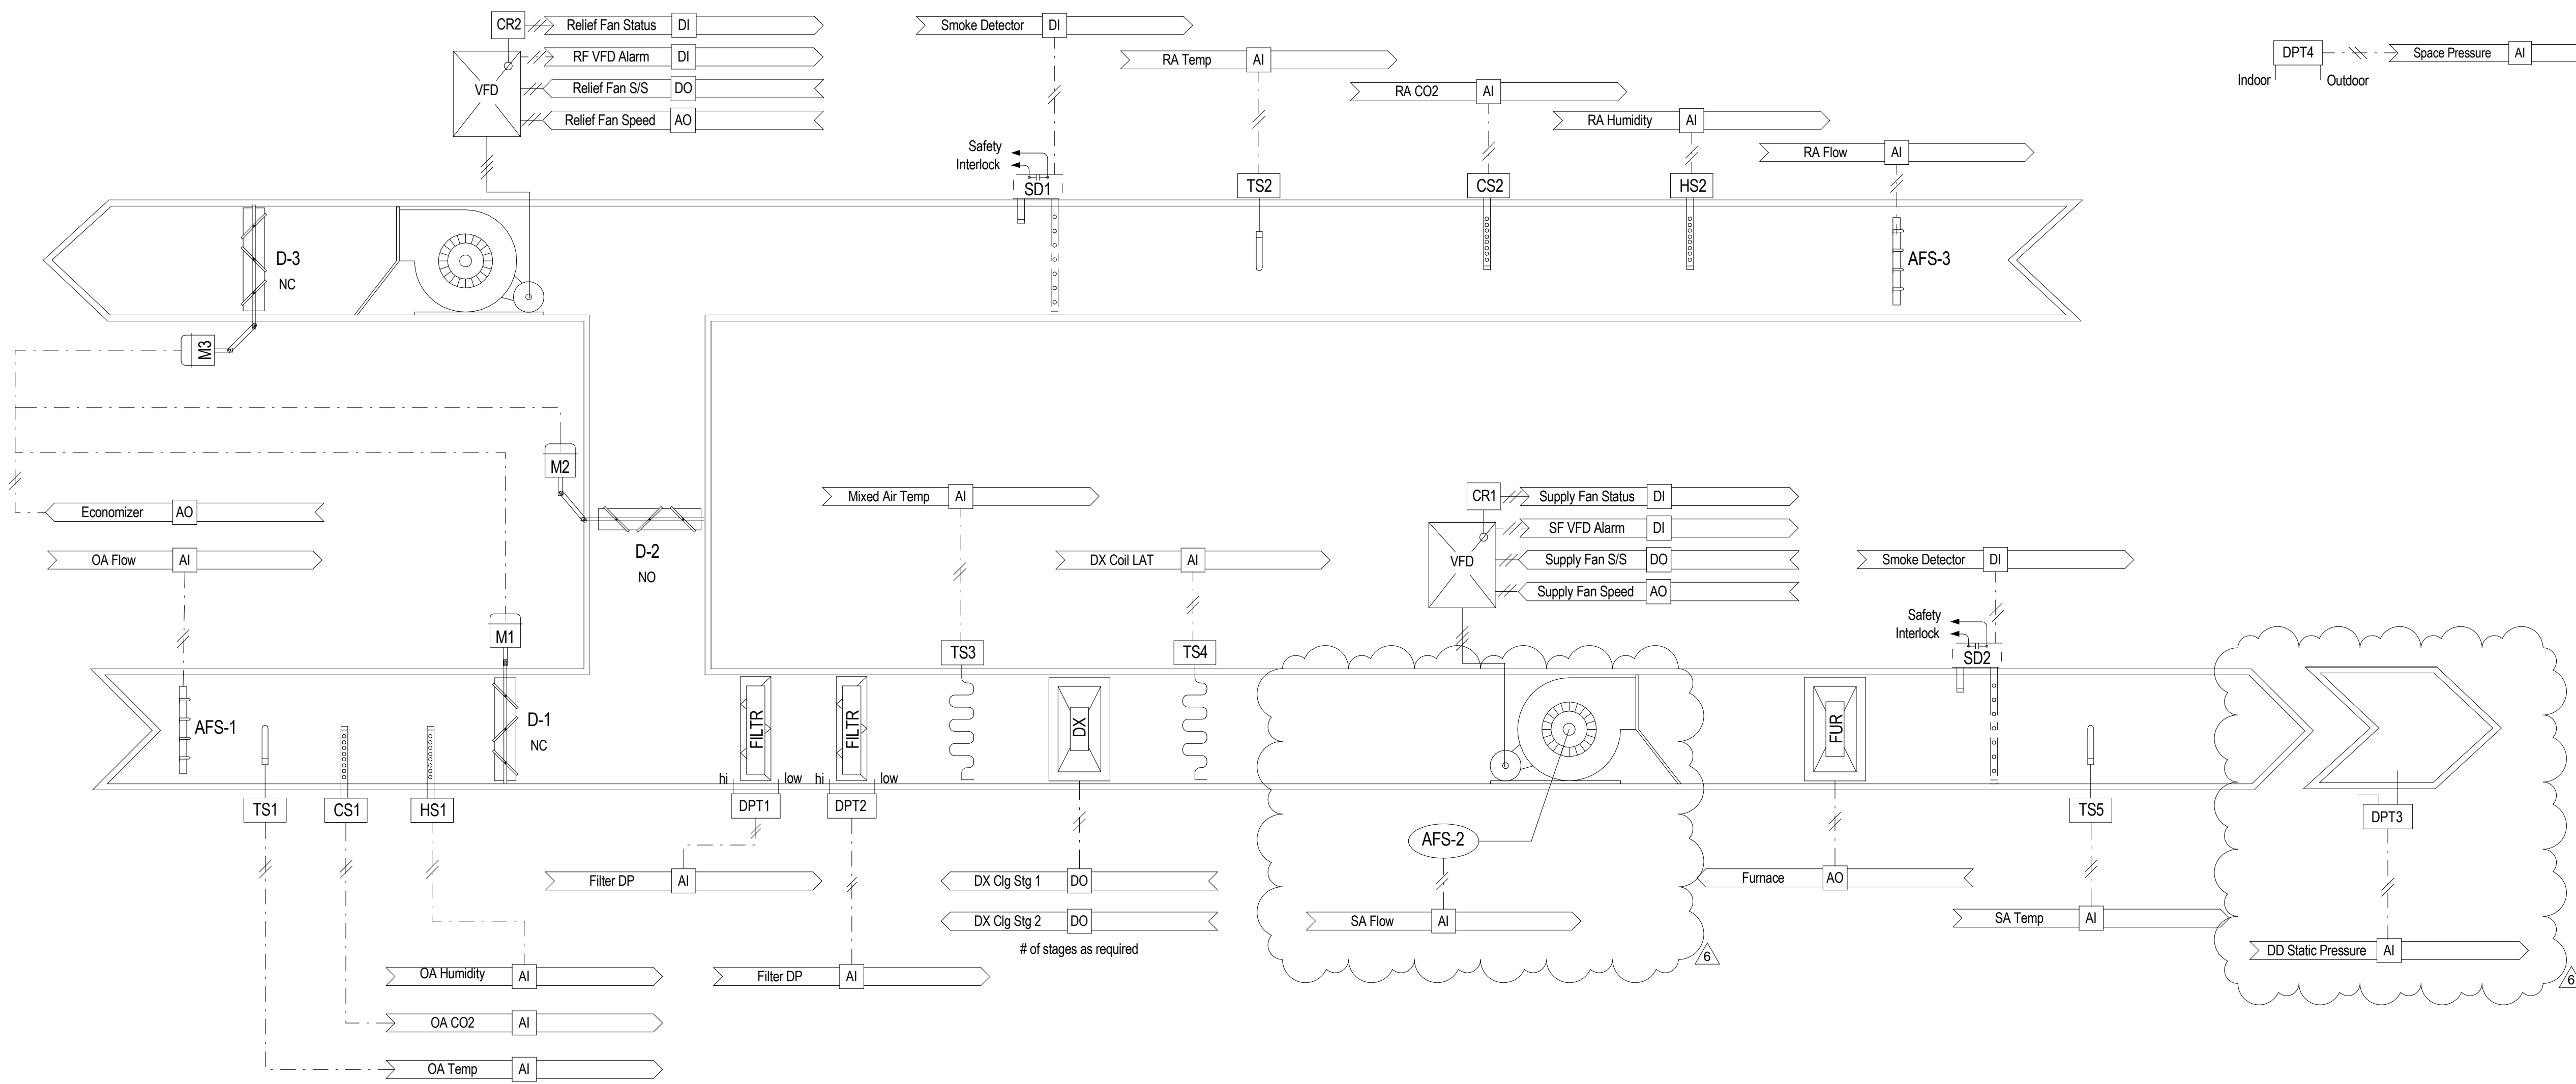 CR2
Relief Fan Status DI
RF VFD Alarm DI
VFD
Relief Fan S/S DO
Relief Fan Speed AO
Smoke Detector DI
RA Temp AI
RA CO2 AI
RA Humidity AI
RA Flow AI
DPT4
Space Pressure AI
Indoor
Outdoor
Safety
Interlock
SD1
TS2
CS2
HS2
D-3
NC
AFS-3
M3
M2
Economizer AO
OA Flow AI
D-2
NO
M1
Mixed Air Temp AI
DX Coil LAT AI
CR1
Supply Fan Status DI
SF VFD Alarm DI
VFD
Supply Fan S/S DO
Supply Fan Speed AO
Smoke Detector DI
Safety
Interlock
SD2
TS3
TS4
AFS-1
D-1
NC
FILTR
FILTR
DX
FUR
hi
low
hi
low
TS1
CS1
HS1
DPT1
DPT2
TS5
DPT3
AFS-2
Filter DP AI
DX Clg Stg 1 DO
DX Clg Stg 2 DO
# of stages as required
SA Flow AI
Furnace AO
SA Temp AI
DD Static Pressure AI
6
6
OA Humidity AI
Filter DP AI
OA CO2 AI
OA Temp AI